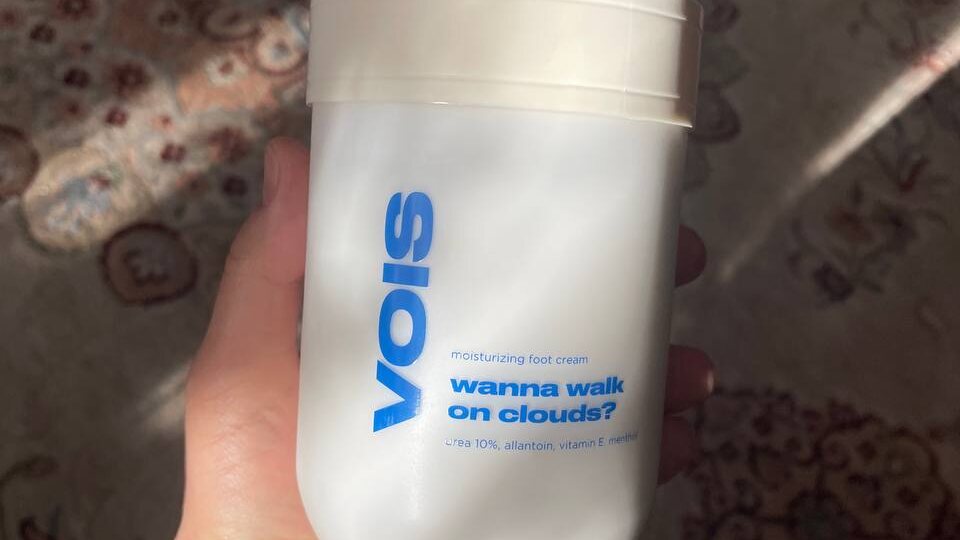 vois
moisturizing foot cream
wanna walk
on clouds?
urea 10%, allantoin, vitamin E, menthol